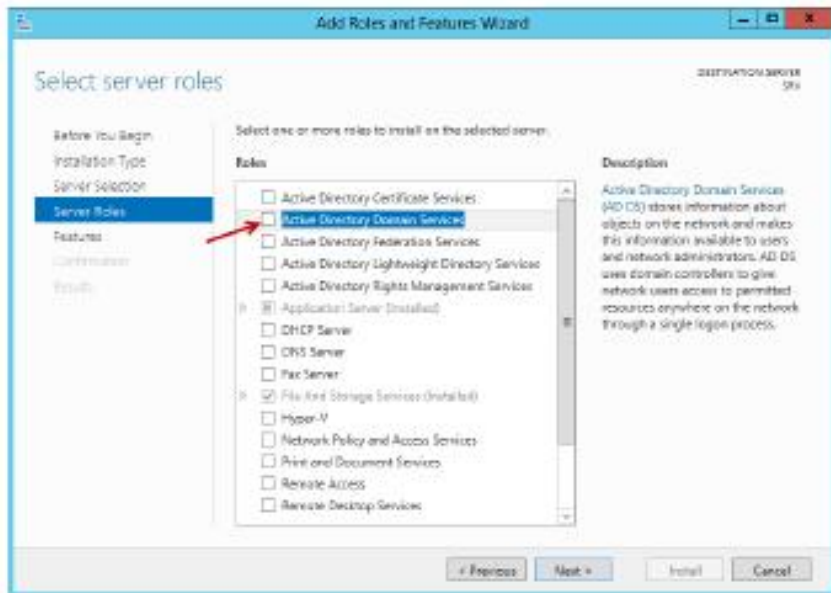 Add Roles and Features Wizard
Select server roles
DESTINATION SERVER
Before You Begin
Installation Type
Server Selection
Server Roles
Features
Confirmation
Results
Select one or more roles to install on the selected server.
Roles
Active Directory Certificate Services
Active Directory Domain Services
Active Directory Federation Services
Active Directory Lightweight Directory Services
Active Directory Rights Management Services
Application Server (Installed)
DHCP Server
DNS Server
Fax Server
File And Storage Services (Installed)
Hyper-V
Network Policy and Access Services
Print and Document Services
Remote Access
Remote Desktop Services
Description
Active Directory Domain Services
(AD DS) stores information about
objects on the network and makes
this information available to users
and network administrators. AD DS
uses domain controllers to give
network users access to permitted
resources anywhere on the network
through a single logon process.
< Previous
Next >
Install
Cancel